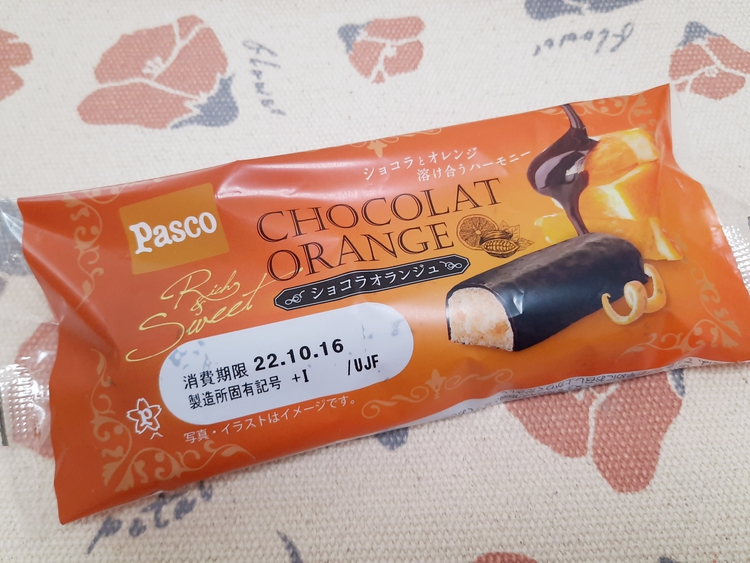 ショコラとオレンジ
溶け合うハーモニー
Pasco
CHOCOLAT
ORANGE
ショコラオランジュ
Rich
&
Sweet
消費期限 22.10.16
製造所固有記号 +I /UJF
写真・イラストはイメージです。
flower
flower